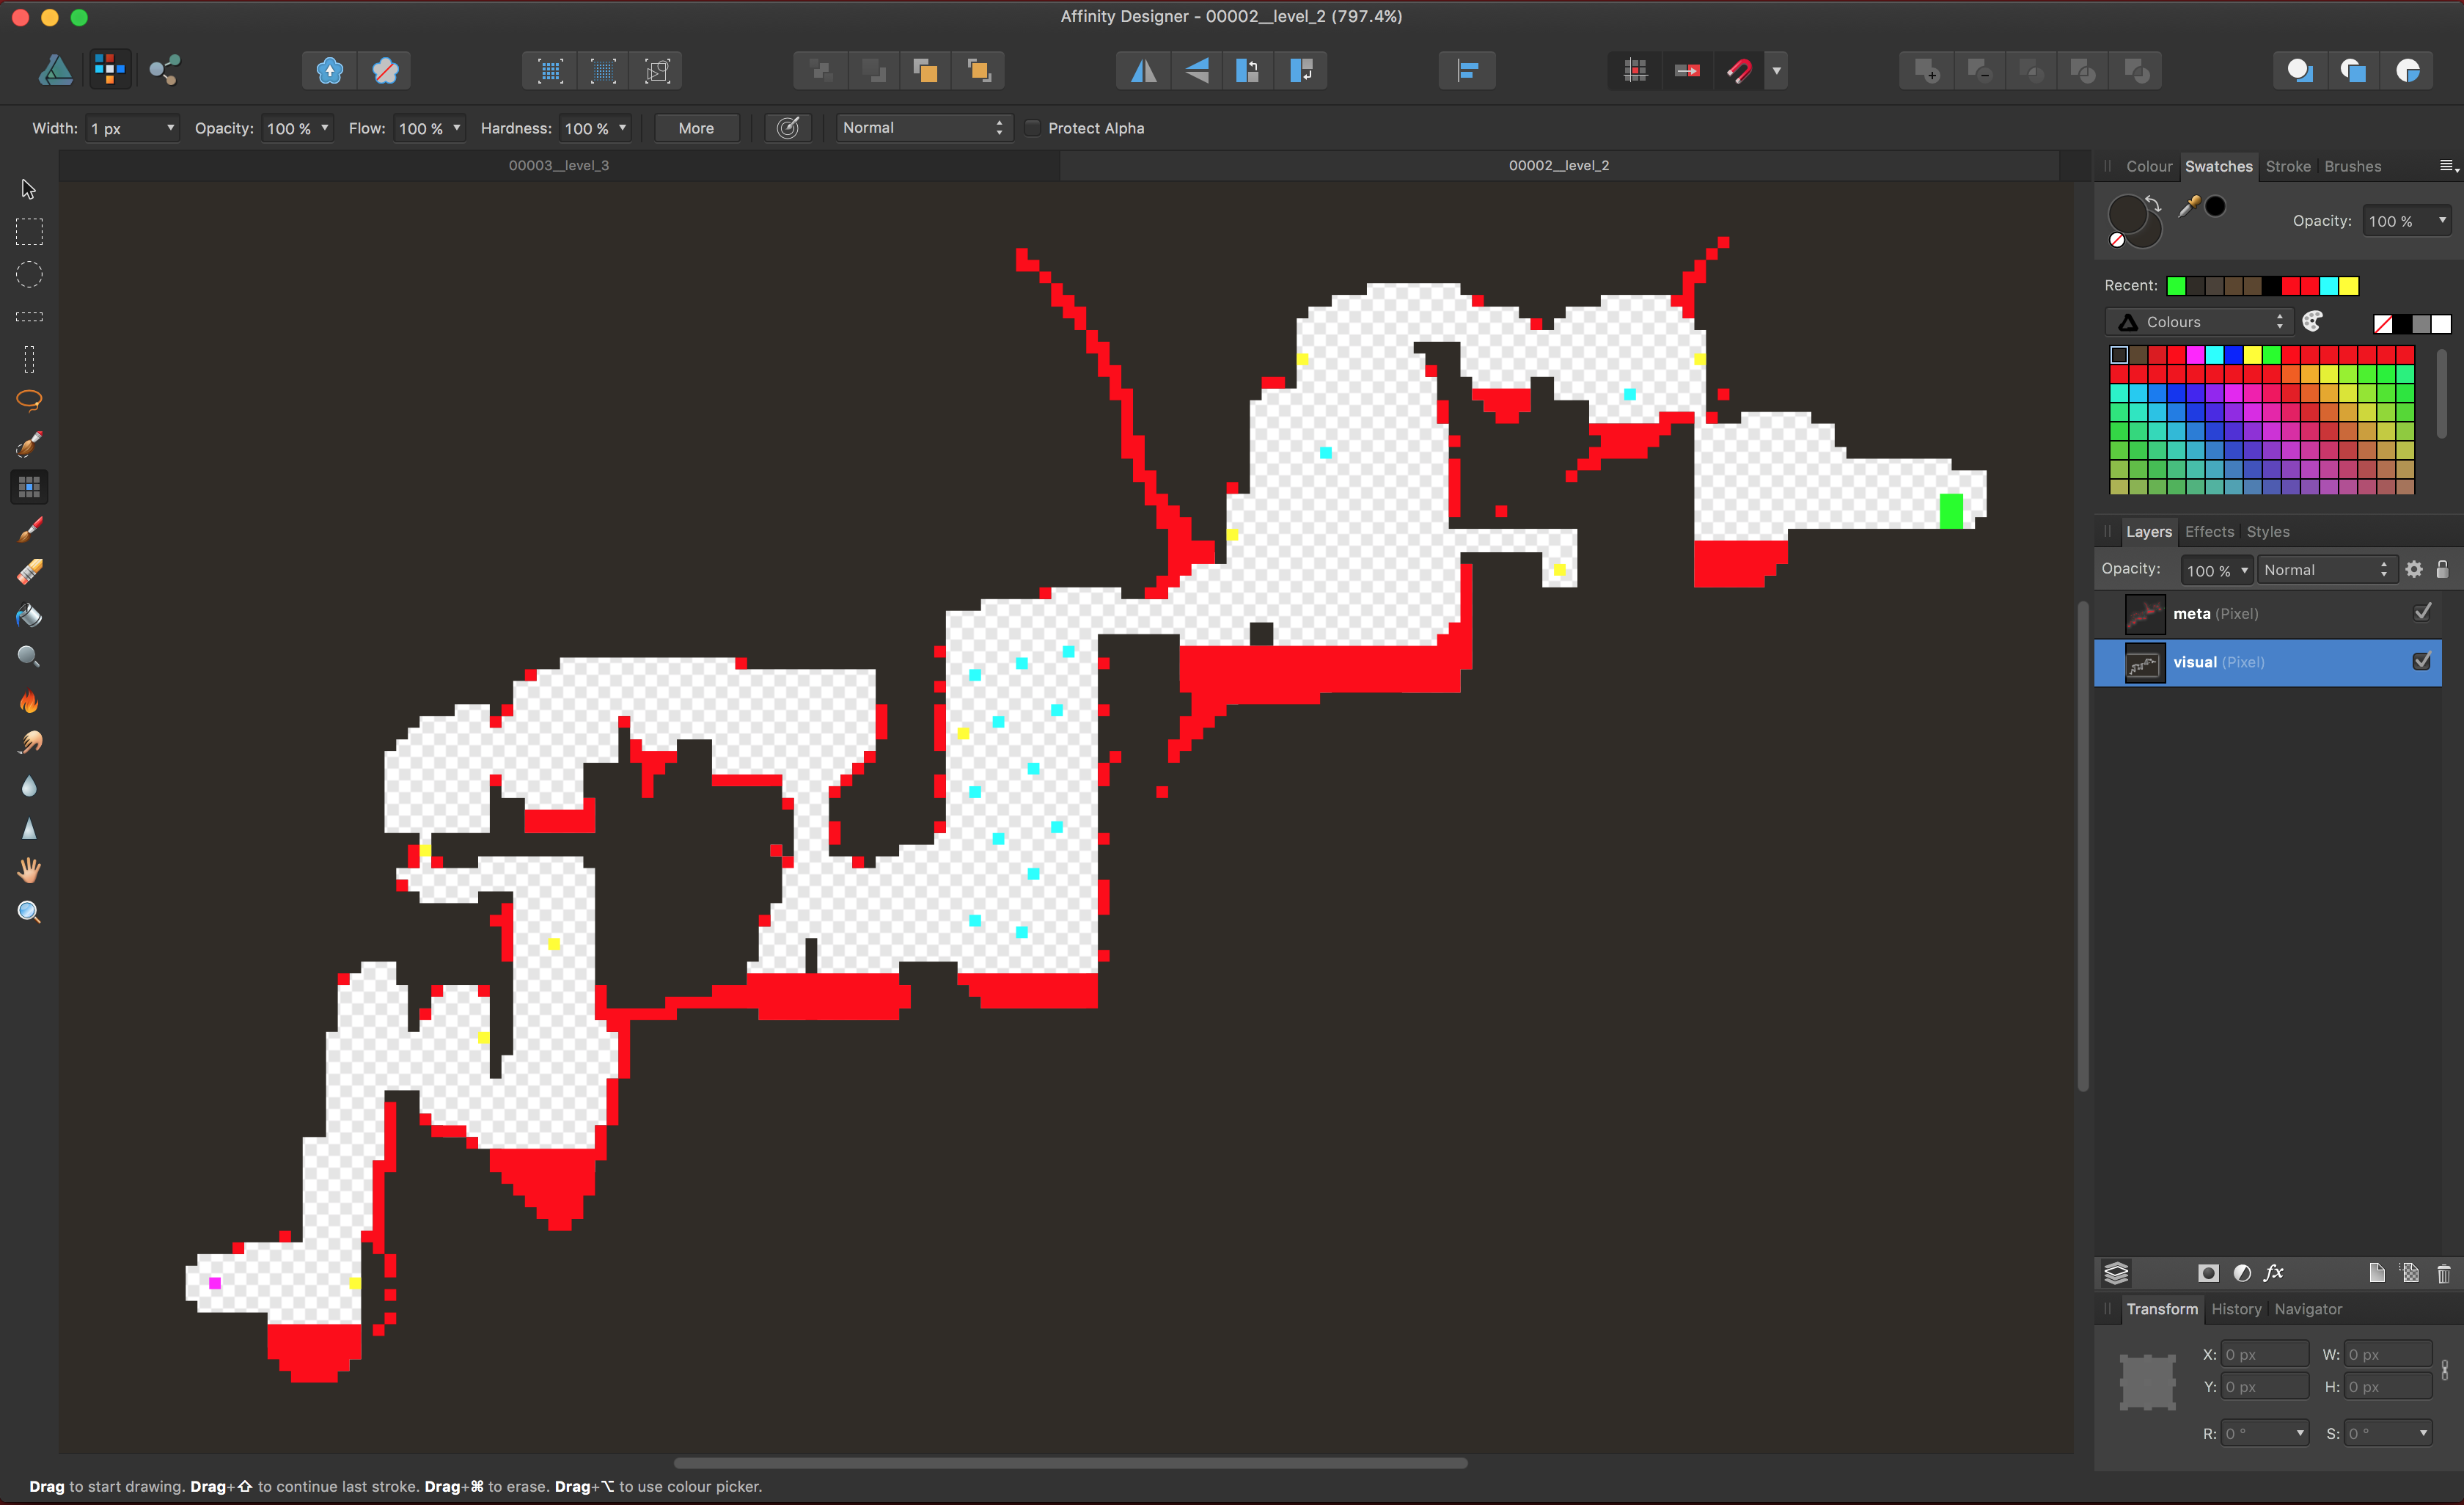 Affinity Designer - 00002__level_2 (797.4%)
Width: 1 px Opacity: 100 % Flow: 100 % Hardness: 100 % More Normal Protect Alpha
00003__level_3 00002__level_2
Colour Swatches Stroke Brushes
Opacity: 100 %
Recent:
Colours
Layers Effects Styles
Opacity: 100 % Normal
meta (Pixel)
visual (Pixel)
fx
Transform History Navigator
X: 0 px W: 0 px
Y: 0 px H: 0 px
R: 0 ° S: 0 °
Drag to start drawing. Drag+⇧ to continue last stroke. Drag+⌘ to erase. Drag+⌥ to use colour picker.